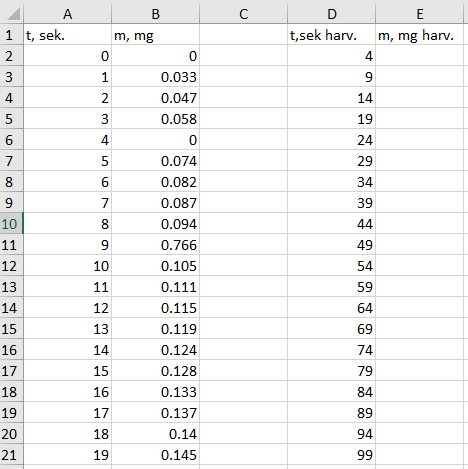 A B C D E
1 t, sek. m, mg t,sek harv. m, mg harv.
2 0 0 4
3 1 0.033 9
4 2 0.047 14
5 3 0.058 19
6 4 0 24
7 5 0.074 29
8 6 0.082 34
9 7 0.087 39
10 8 0.094 44
11 9 0.766 49
12 10 0.105 54
13 11 0.111 59
14 12 0.115 64
15 13 0.119 69
16 14 0.124 74
17 15 0.128 79
18 16 0.133 84
19 17 0.137 89
20 18 0.14 94
21 19 0.145 99